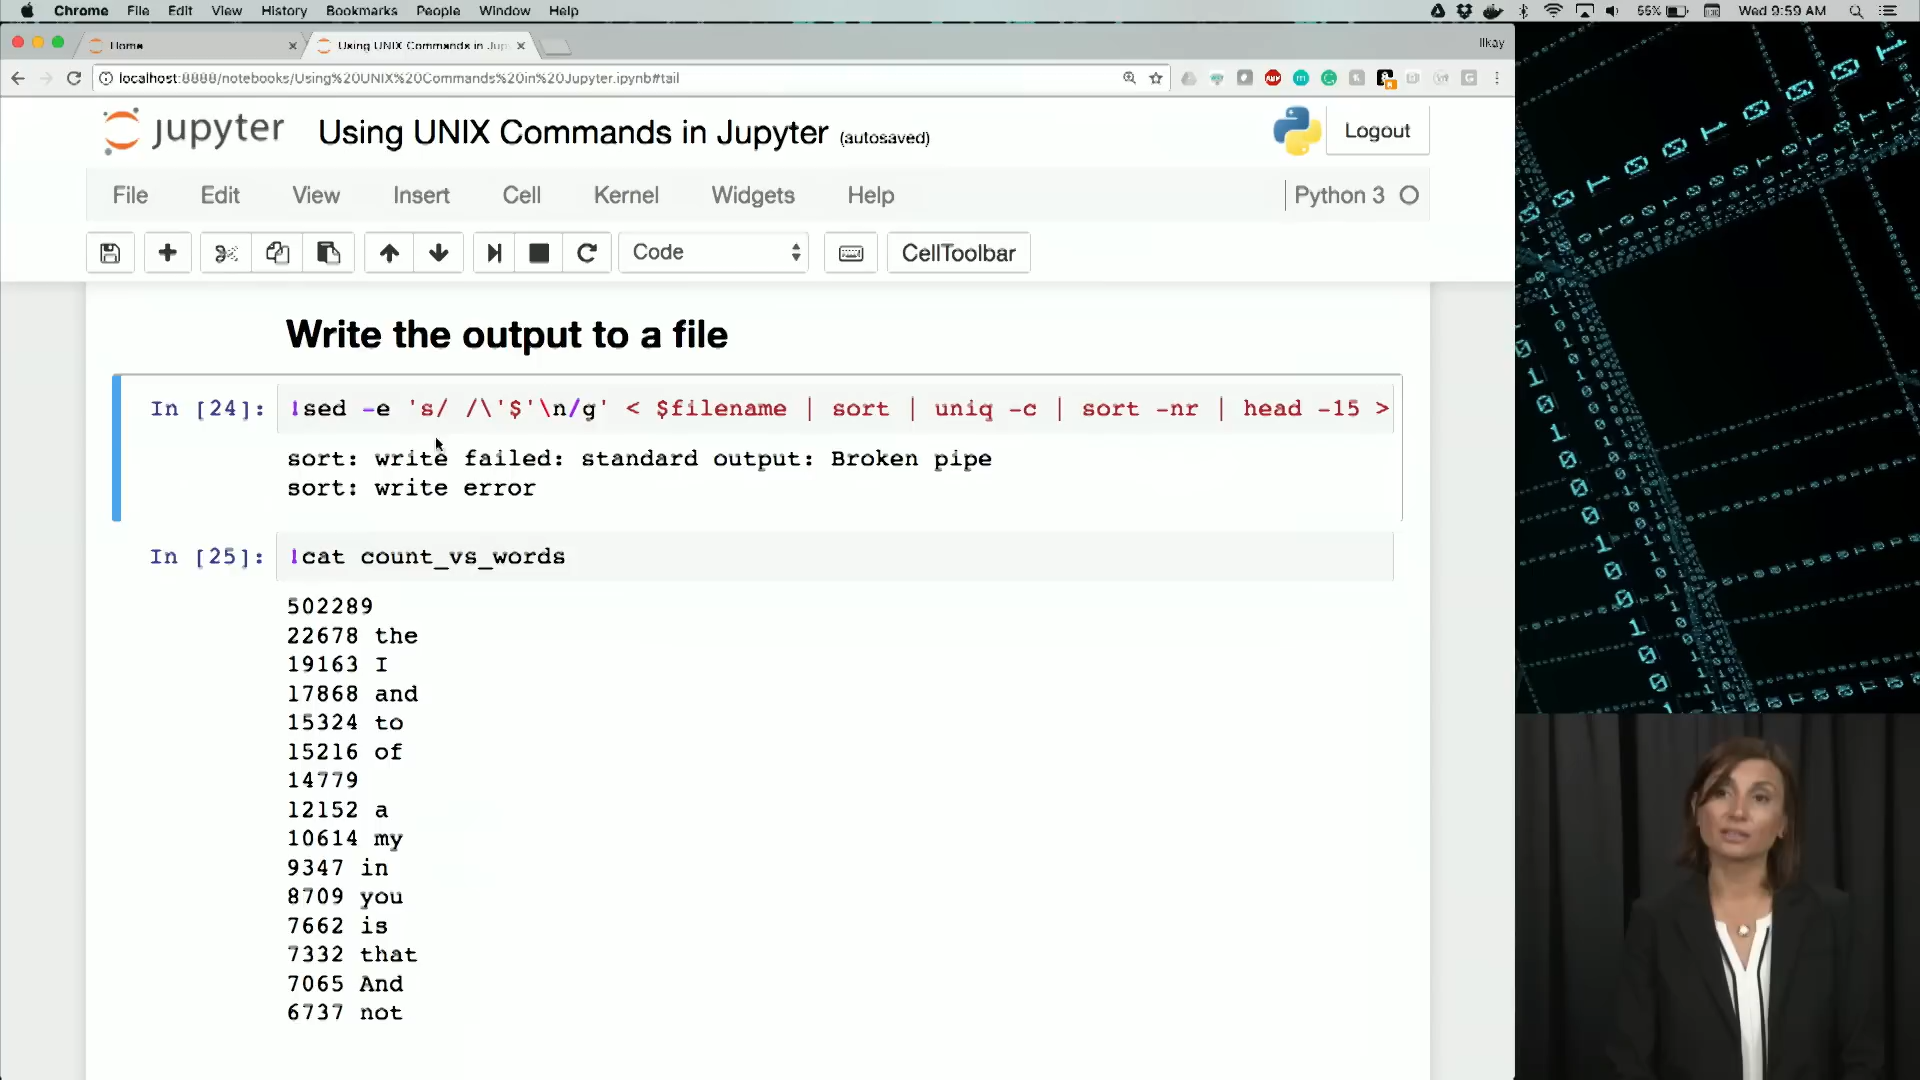 Chrome File Edit View History Bookmarks People Window Help
55% Wed 9:59 AM
Home
Using UNIX Commands in Jup
Ilkay
localhost:8888/notebooks/Using%20UNIX%20Commands%20in%20Jupyter.ipynb#tail
jupyter Using UNIX Commands in Jupyter (autosaved)
Logout
File Edit View Insert Cell Kernel Widgets Help
Python 3
Code
CellToolbar
Write the output to a file
In [24]: !sed -e 's/ /\'$'\n/g' < $filename | sort | uniq -c | sort -nr | head -15 >
sort: write failed: standard output: Broken pipe
sort: write error
In [25]: !cat count_vs_words
502289
22678 the
19163 I
17868 and
15324 to
15216 of
14779
12152 a
10614 my
9347 in
8709 you
7662 is
7332 that
7065 And
6737 not